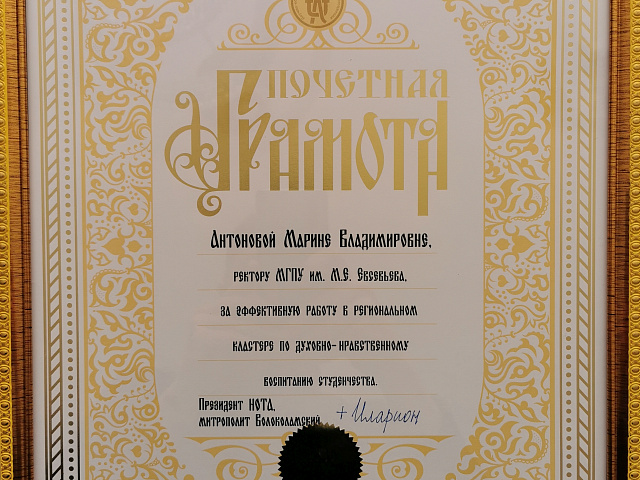 ПОЧЕТНАЯ
ГРАМОТА
Антоновой Марине Владимировне,
ректору МГПУ им. М.Е. Евсевьева,
за эффективную работу в региональном
кластере по духовно-нравственному
воспитанию студенчества.
Президент НОТА,
митрополит Волоколамский
+ Иларион